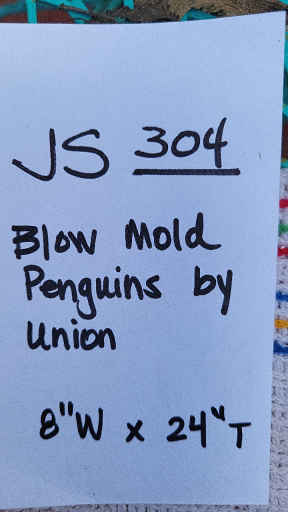 JS 304
Blow Mold
Penguins by
Union
8"W x 24"T